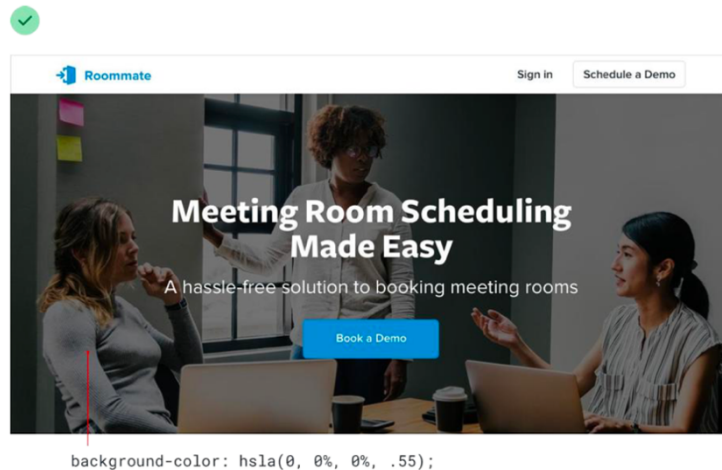 Roommate
Sign in
Schedule a Demo
Meeting Room Scheduling
Made Easy
A hassle-free solution to booking meeting rooms
Book a Demo
background-color: hsla(0, 0%, 0%, .55);